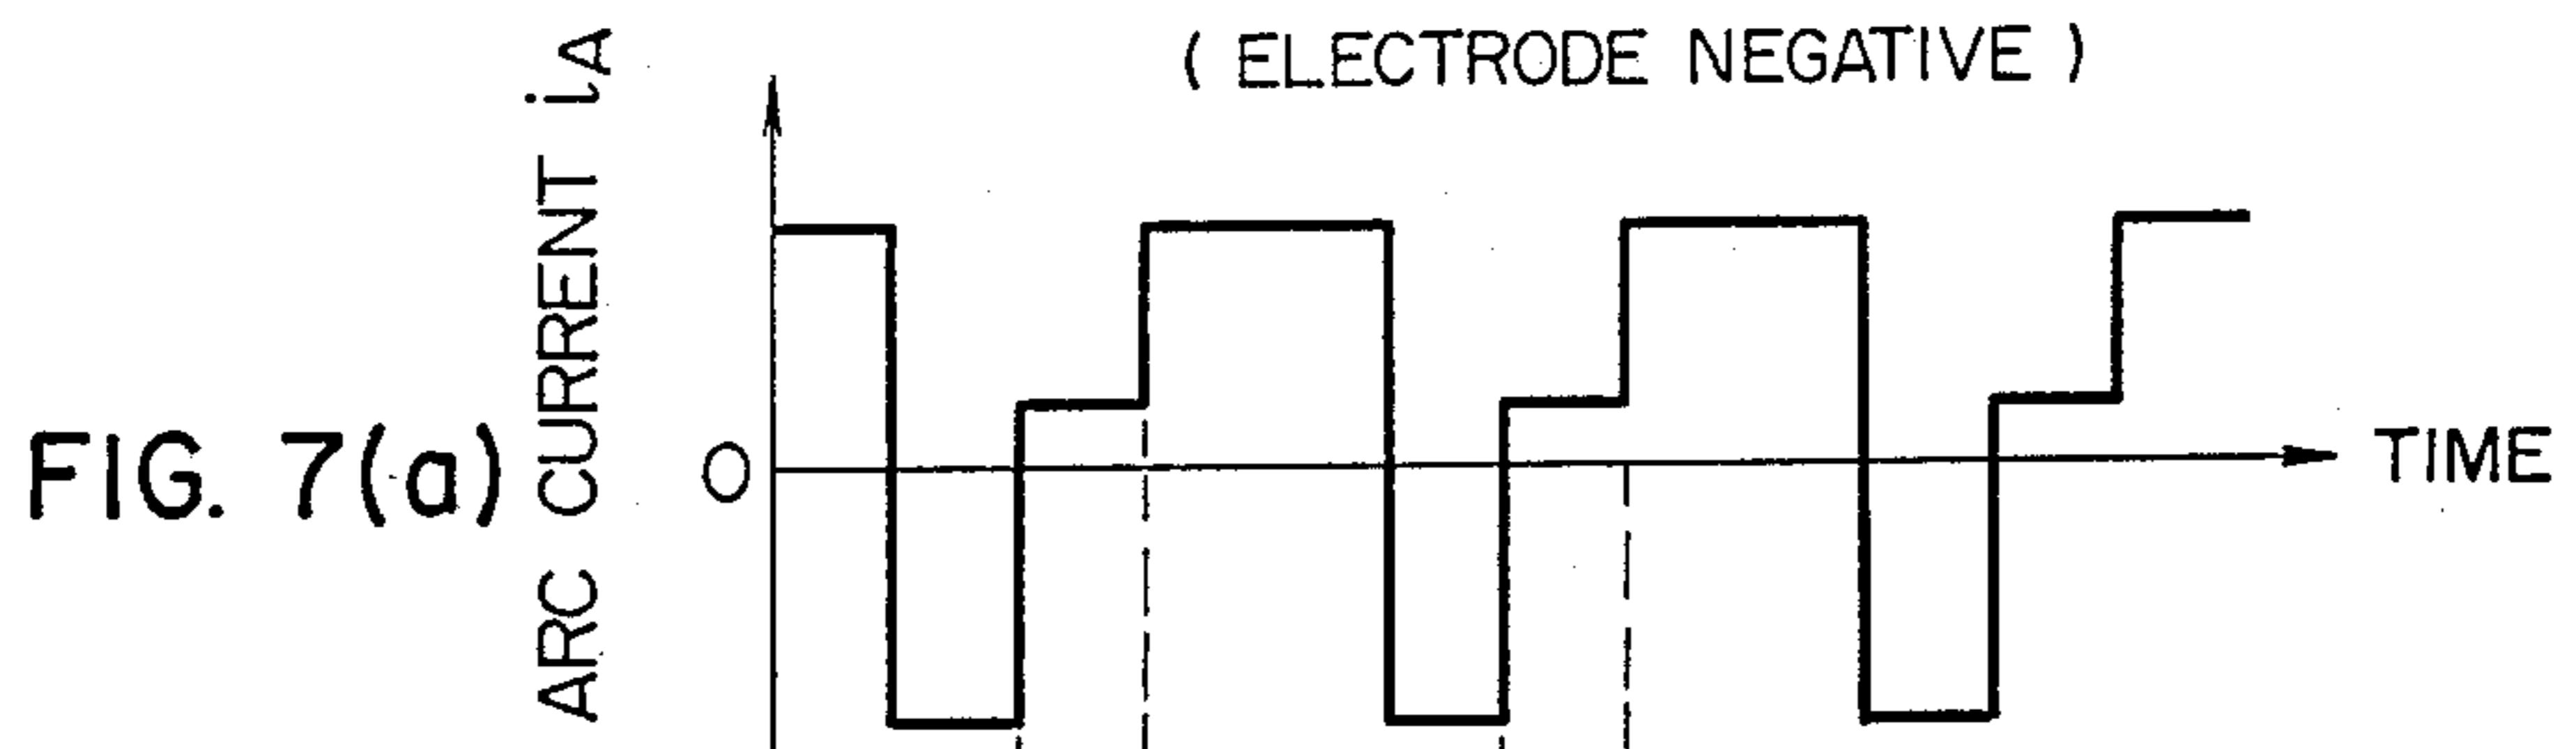 ( ELECTRODE NEGATIVE )
ARC CURRENT iA
FIG. 7(a)
O
TIME